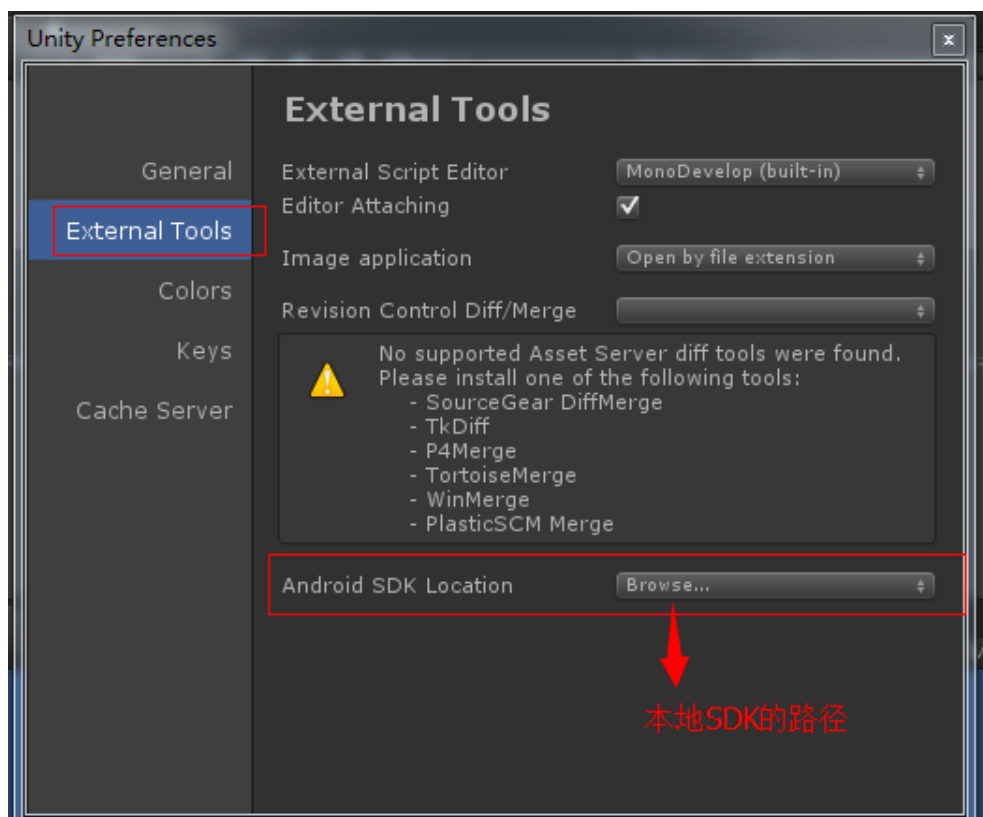 Unity Preferences
External Tools
General
External Tools
Colors
Keys
Cache Server
External Script Editor
MonoDevelop (built-in)
Editor Attaching
Image application
Open by file extension
Revision Control Diff/Merge
No supported Asset Server diff tools were found.
Please install one of the following tools:
- SourceGear DiffMerge
- TkDiff
- P4Merge
- TortoiseMerge
- WinMerge
- PlasticSCM Merge
Android SDK Location
Browse...
本地SDK的路径